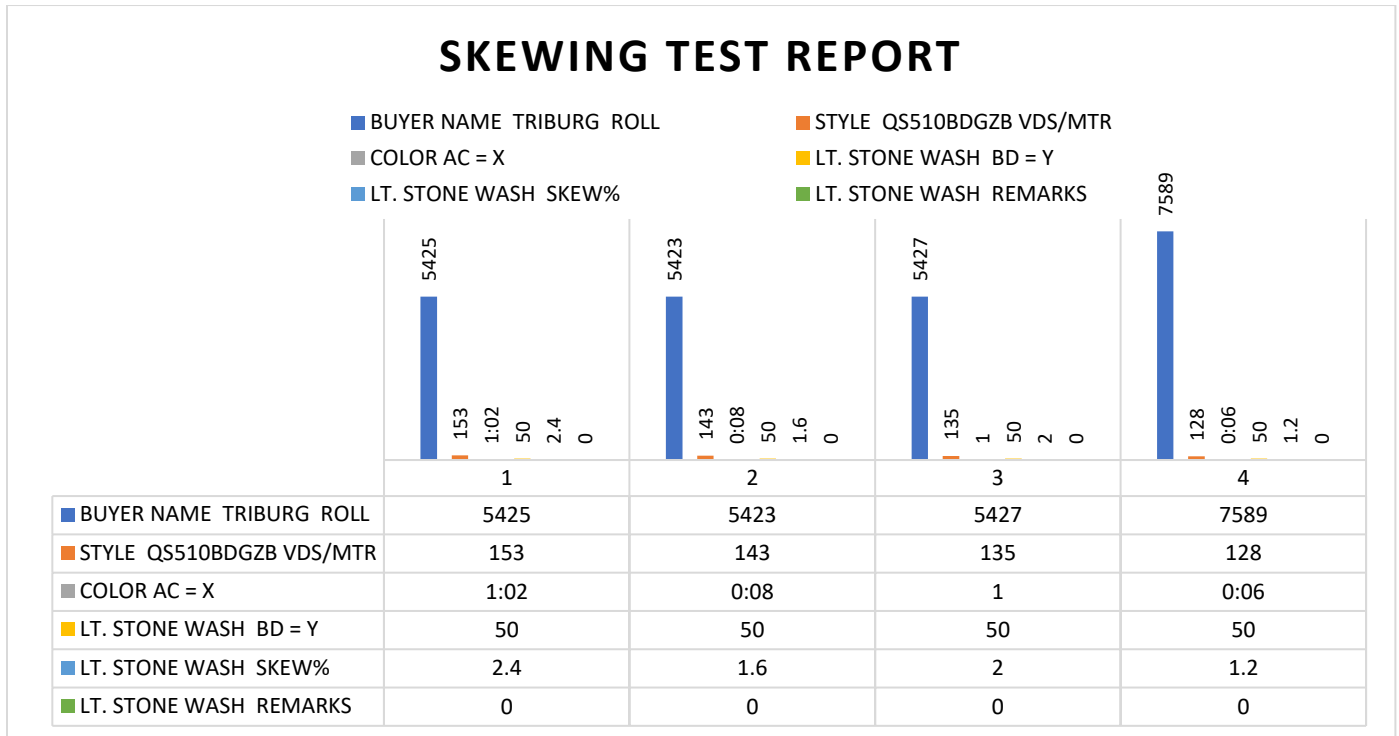 SKEWING TEST REPORT
BUYER NAME  TRIBURG  ROLL STYLE  QS510BDGZB VDS/MTR
COLOR AC = X LT. STONE WASH  BD = Y
LT. STONE WASH  SKEW% LT. STONE WASH  REMARKS
5425 153 1:02 50 2.4 0 5423 143 0:08 50 1.6 0 5427 135 1 50 2 0 7589 128 0:06 50 1.2 0
1 2 3 4
BUYER NAME  TRIBURG  ROLL 5425 5423 5427 7589
STYLE  QS510BDGZB VDS/MTR 153 143 135 128
COLOR AC = X 1:02 0:08 1 0:06
LT. STONE WASH  BD = Y 50 50 50 50
LT. STONE WASH  SKEW% 2.4 1.6 2 1.2
LT. STONE WASH  REMARKS 0 0 0 0